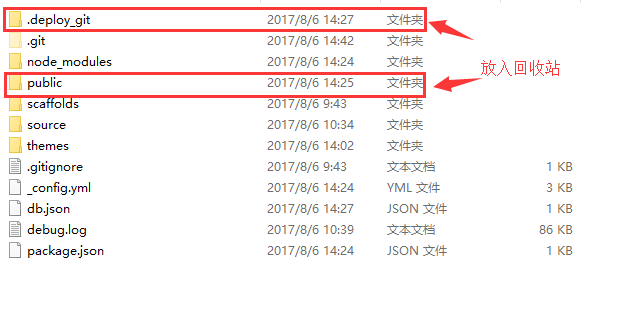 .deploy_git 2017/8/6 14:27 文件夹
.git 2017/8/6 14:42 文件夹
node_modules 2017/8/6 14:24 文件夹
放入回收站
public 2017/8/6 14:25 文件夹
scaffolds 2017/8/6 9:43 文件夹
source 2017/8/6 10:34 文件夹
themes 2017/8/6 14:02 文件夹
.gitignore 2017/8/6 9:43 文本文档 1 KB
_config.yml 2017/8/6 14:24 YML 文件 3 KB
db.json 2017/8/6 14:27 JSON 文件 1 KB
debug.log 2017/8/6 10:39 文本文档 86 KB
package.json 2017/8/6 14:24 JSON 文件 1 KB